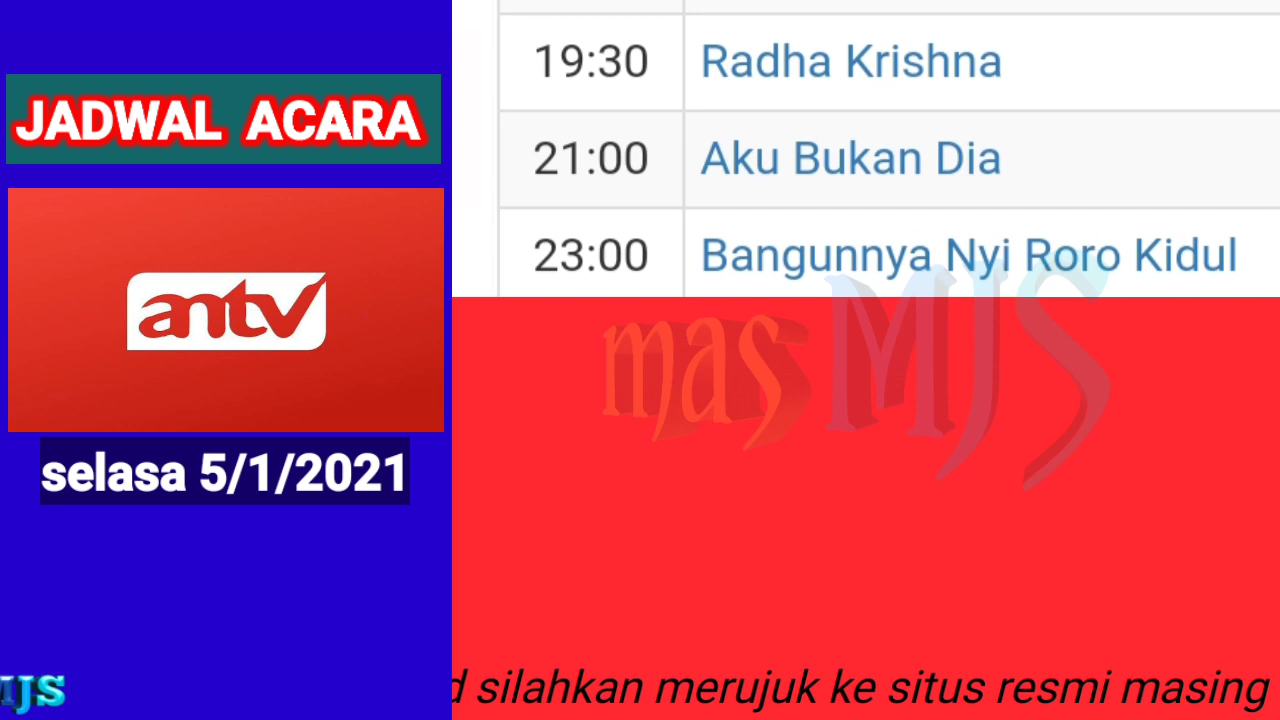 JADWAL ACARA
antv
selasa 5/1/2021
MJS
19:30 Radha Krishna
21:00 Aku Bukan Dia
23:00 Bangunnya Nyi Roro Kidul
mas MJS
d silahkan merujuk ke situs resmi masing